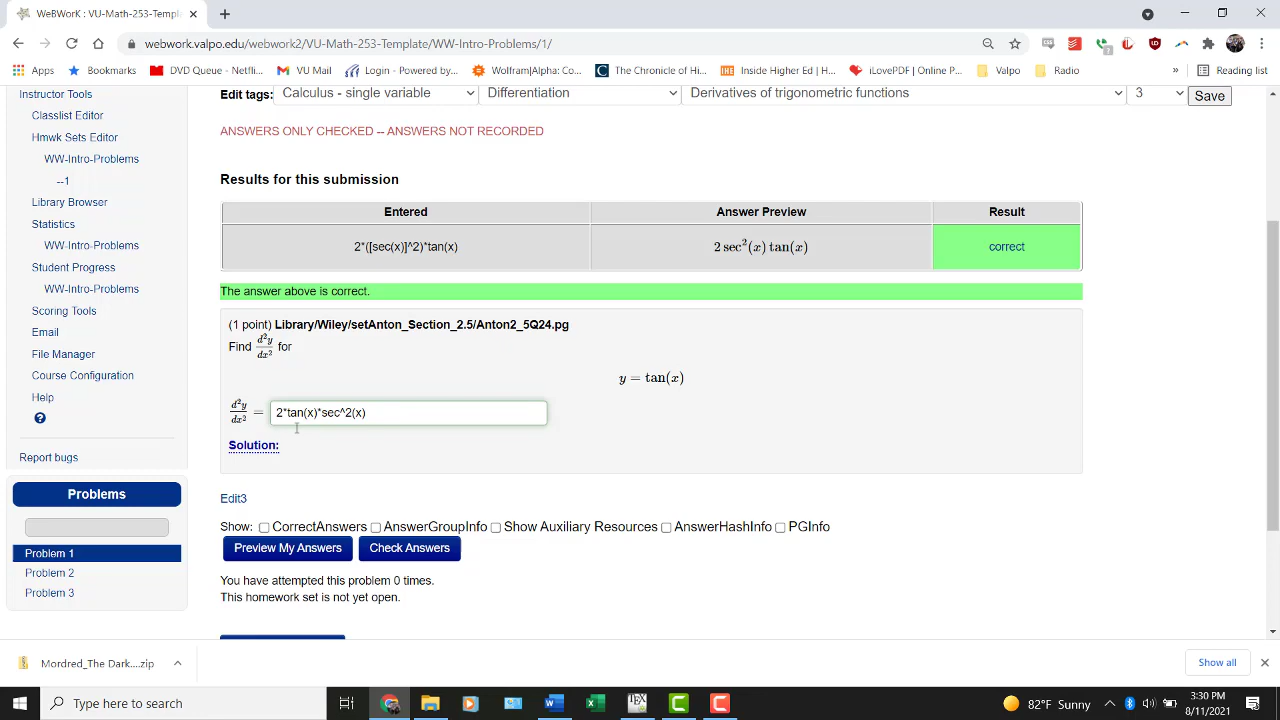 WeBWorK : VU-Math-253-Templ
webwork.valpo.edu/webwork2/VU-Math-253-Template/WW-Intro-Problems/1/
Apps Bookmarks DVD Queue - Netfli... VU Mail Login - Powered by... Wolfram|Alpha: Co... The Chronicle of Hi... Inside Higher Ed | H... iLovePDF | Online P... Valpo Radio » Reading list
Instructor Tools
Classlist Editor
Hmwk Sets Editor
WW-Intro-Problems
--1
Library Browser
Statistics
WW-Intro-Problems
Student Progress
WW-Intro-Problems
Scoring Tools
Email
File Manager
Course Configuration
Help
?
Report bugs
Problems
Problem 1
Problem 2
Problem 3
Edit tags: Calculus - single variable Differentiation Derivatives of trigonometric functions 3 Save
ANSWERS ONLY CHECKED -- ANSWERS NOT RECORDED
Results for this submission
Entered Answer Preview Result
2*([sec(x)]^2)*tan(x) 2 sec²(x) tan(x) correct
The answer above is correct.
(1 point) Library/Wiley/setAnton_Section_2.5/Anton2_5Q24.pg
Find d²y/dx² for
y = tan(x)
d²y/dx² = 2*tan(x)*sec^2(x)
Solution:
Edit3
Show: CorrectAnswers AnswerGroupInfo Show Auxiliary Resources AnswerHashInfo PGInfo
Preview My Answers Check Answers
You have attempted this problem 0 times.
This homework set is not yet open.
Mordred_The Dark....zip Show all
Type here to search 82°F Sunny 3:30 PM
8/11/2021